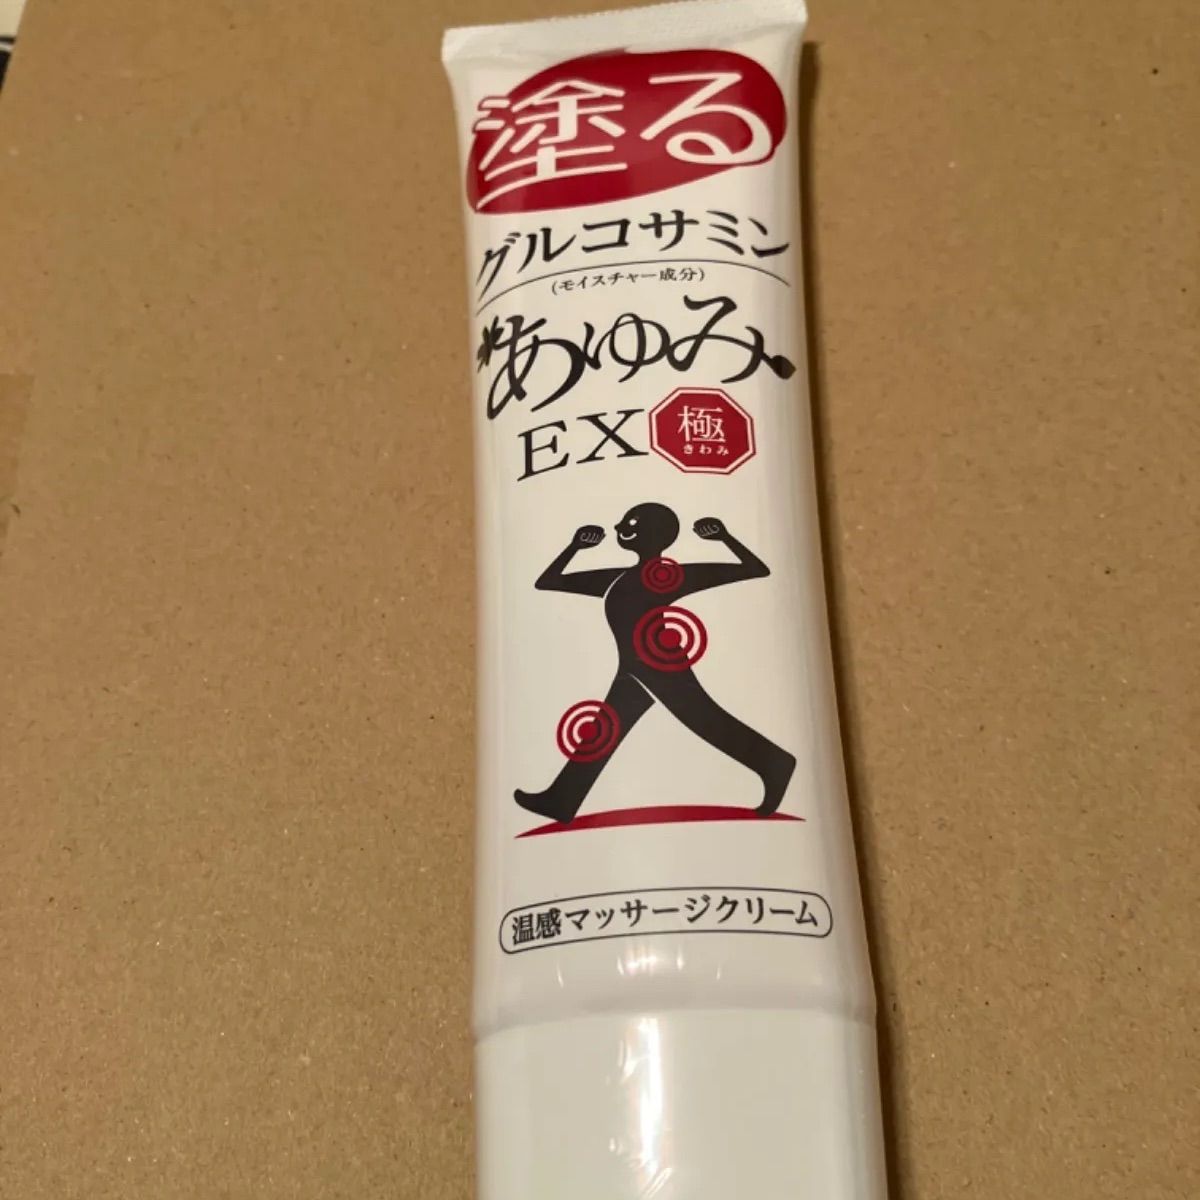 塗る
グルコサミン
(モイスチャー成分)
あゆみ
EX 極
きわみ
温感マッサージクリーム